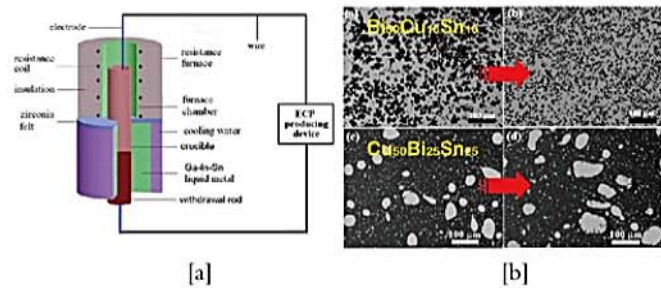 electrode
wire
resistance
coil
resistance
furnace
insulation
furnace
chamber
zirconia
felt
cooling water
crucible
Ga-In-Sn
liquid metal
withdrawal rod
ECP
producing
device
[a]
(b)
(c)
Cu50Bi25Sn25
(d)
100 μm
100 μm
[b]